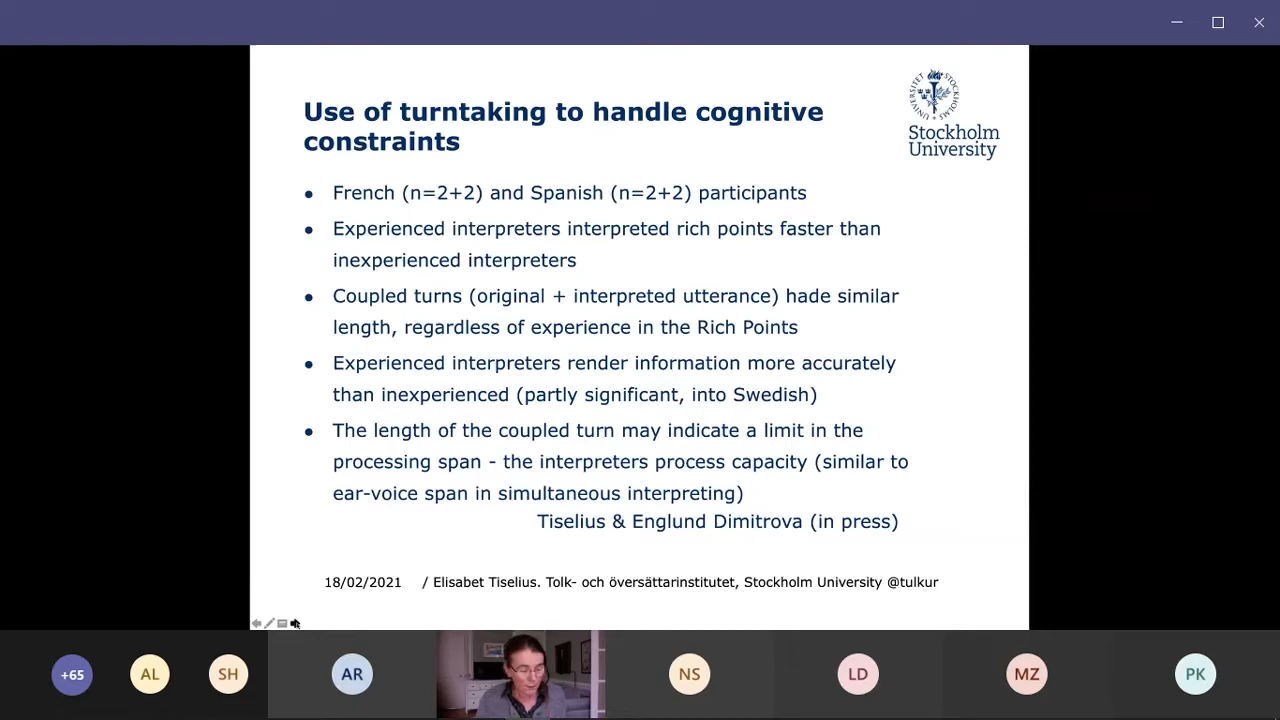 Use of turntaking to handle cognitive
constraints
STOCKHOLMS UNIVERSITET
Stockholm
University
• French (n=2+2) and Spanish (n=2+2) participants
• Experienced interpreters interpreted rich points faster than
inexperienced interpreters
• Coupled turns (original + interpreted utterance) hade similar
length, regardless of experience in the Rich Points
• Experienced interpreters render information more accurately
than inexperienced (partly significant, into Swedish)
• The length of the coupled turn may indicate a limit in the
processing span - the interpreters process capacity (similar to
ear-voice span in simultaneous interpreting)
Tiselius & Englund Dimitrova (in press)
18/02/2021 / Elisabet Tiselius. Tolk- och översättarinstitutet, Stockholm University @tulkur
+65 AL SH AR NS LD MZ PK